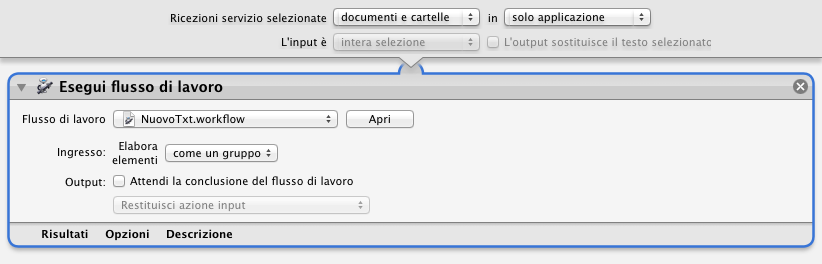 Ricezioni servizio selezionate documenti e cartelle in solo applicazione
L'input è intera selezione L'output sostituisce il testo selezionato
Esegui flusso di lavoro
Flusso di lavoro NuovoTxt.workflow Apri
Ingresso: Elabora elementi come un gruppo
Output: Attendi la conclusione del flusso di lavoro
Restituisci azione input
Risultati Opzioni Descrizione